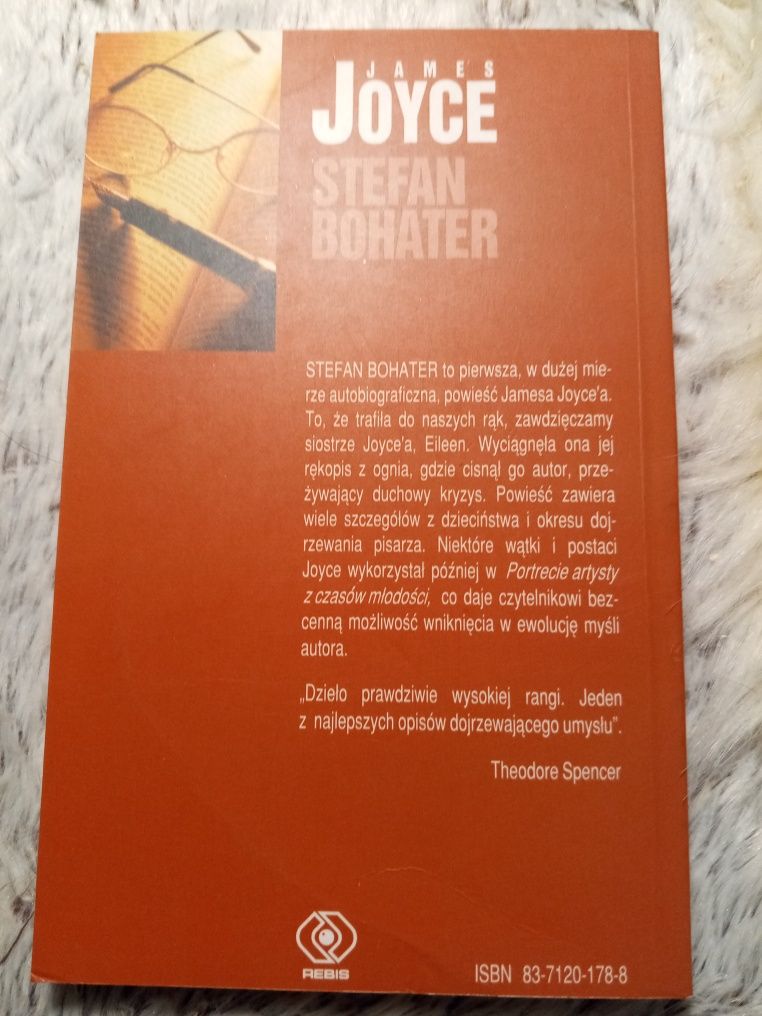 JAMES
JOYCE
STEFAN
BOHATER
STEFAN BOHATER to pierwsza, w dużej mie-
rze autobiograficzna, powieść Jamesa Joyce'a.
To, że trafiła do naszych rąk, zawdzięczamy
siostrze Joyce'a, Eileen. Wyciągnęła ona jej
rękopis z ognia, gdzie cisnął go autor, prze-
żywający duchowy kryzys. Powieść zawiera
wiele szczegółów z dzieciństwa i okresu doj-
rzewania pisarza. Niektóre wątki i postaci
Joyce wykorzystał później w Portrecie artysty
z czasów młodości, co daje czytelnikowi bez-
cenną możliwość wniknięcia w ewolucję myśli
autora.
„Dzieło prawdziwie wysokiej rangi. Jeden
z najlepszych opisów dojrzewającego umysłu”.
Theodore Spencer
REBIS
ISBN 83-7120-178-8